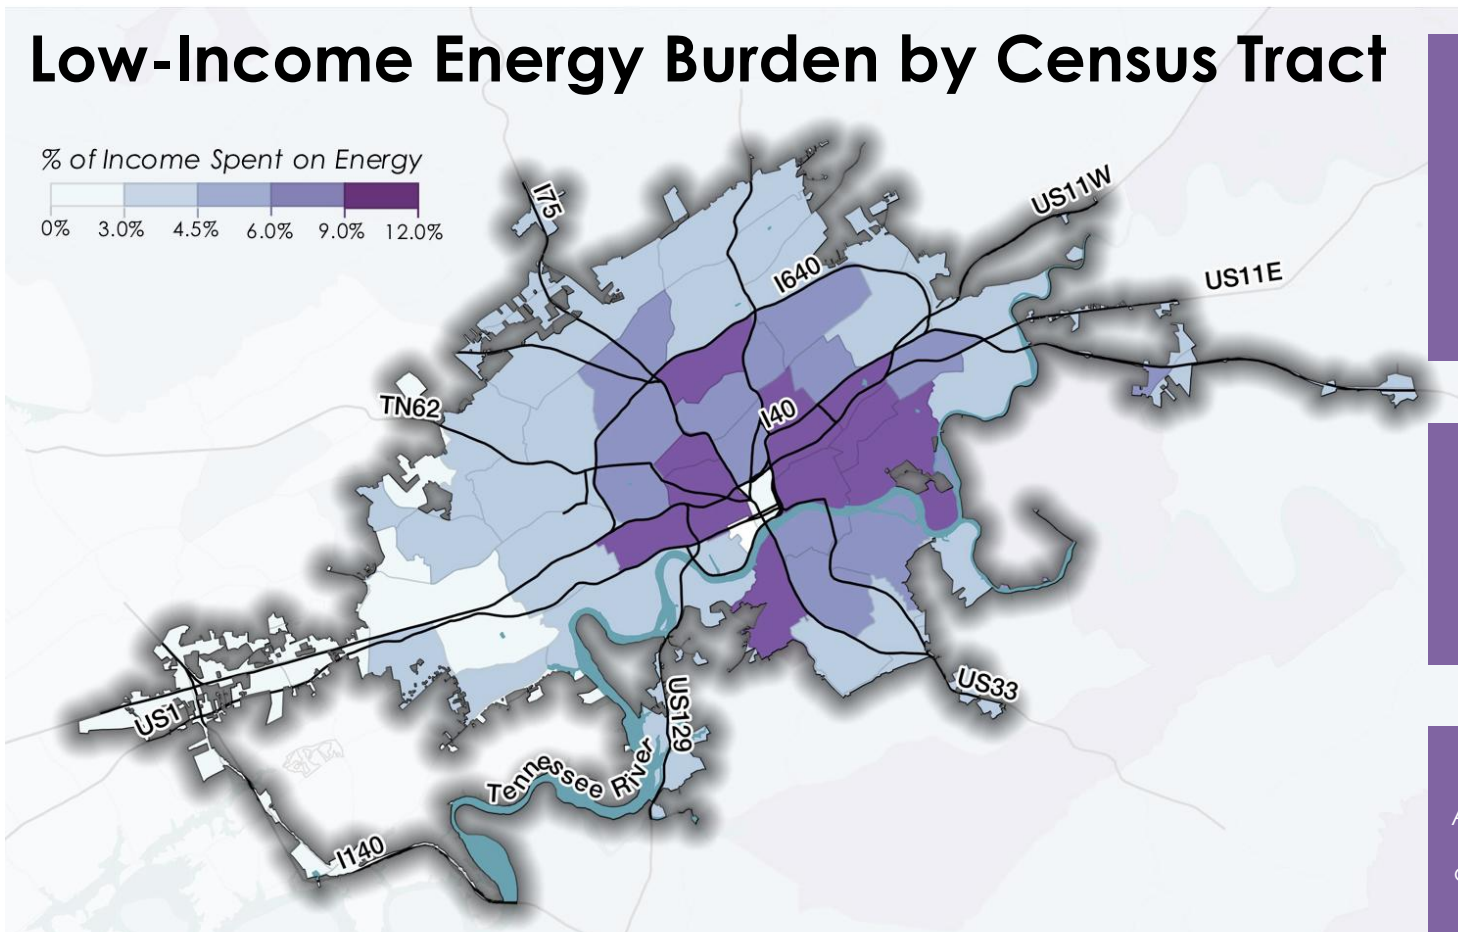 Low-Income Energy Burden by Census Tract
% of Income Spent on Energy
0% 3.0% 4.5% 6.0% 9.0% 12.0%
I75
US11W
I640
US11E
TN62
I40
US1
US33
US129
Tennessee River
I140